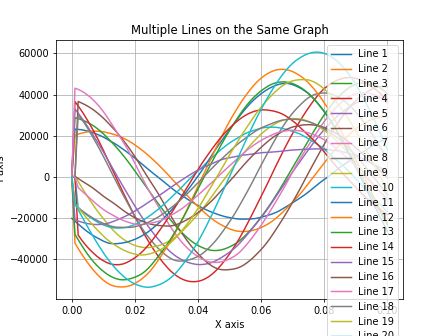 Multiple Lines on the Same Graph
60000
40000
20000
0
−20000
−40000
0.00
0.02
0.04
0.06
X axis
Line 1
Line 2
Line 3
Line 4
Line 5
Line 6
Line 7
Line 8
Line 9
Line 10
Line 11
Line 12
Line 13
Line 14
Line 15
Line 16
Line 17
Line 18
Line 19
Line 20